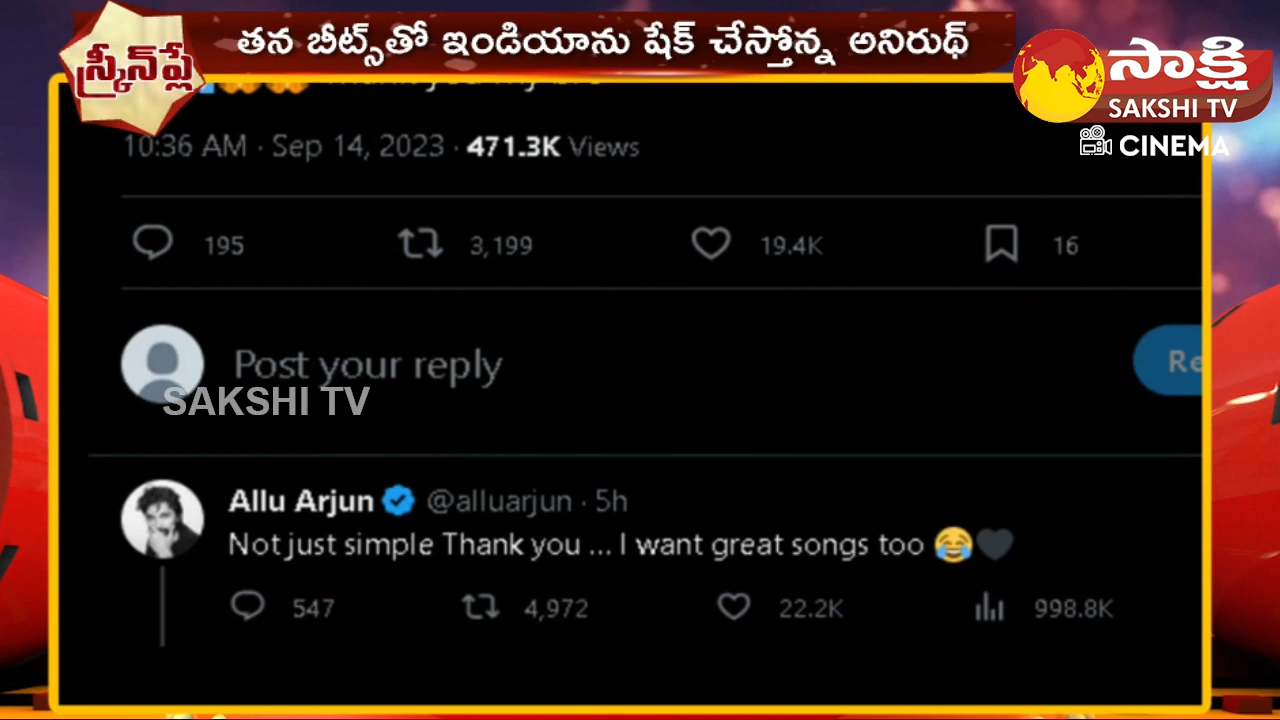 స్క్రీన్‌ప్లే
తన బీట్స్‌తో ఇండియాను షేక్ చేస్తోన్న అనిరుధ్
సాక్షి
SAKSHI TV
CINEMA
10:36 AM · Sep 14, 2023 · 471.3K Views
195 3,199 19.4K 16
Post your reply
Re
SAKSHI TV
Allu Arjun @alluarjun · 5h
Not just simple Thank you ... I want great songs too 😂🖤
547 4,972 22.2K 998.8K